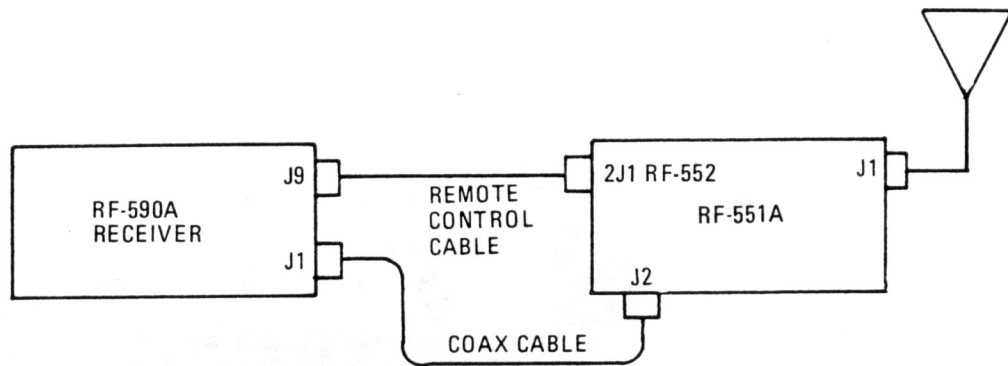 RF-590A
RECEIVER
J9
J1
REMOTE
CONTROL
CABLE
COAX CABLE
2J1 RF-552
J1
RF-551A
J2